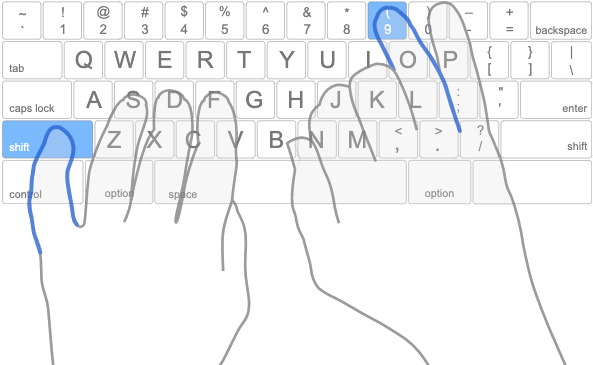 ~ ! @ # $ % ^ & * ( ) _ + backspace
` 1 2 3 4 5 6 7 8 9 0 - =
tab Q W E R T Y U I O P { [ } ] | \
caps lock A S D F G H J K L : ; " ' enter
shift Z X C V B N M < , > . ? / shift
control option space option